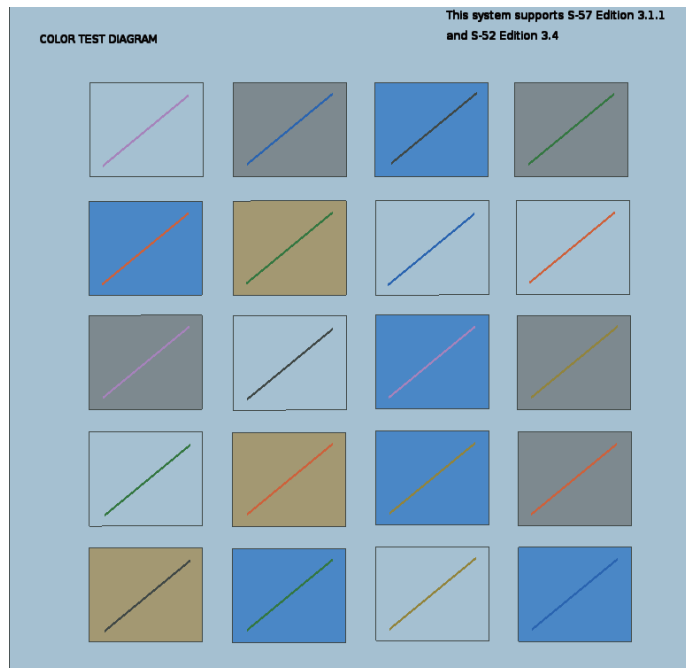 This system supports S-57 Edition 3.1.1
COLOR TEST DIAGRAM
and S-52 Edition 3.4